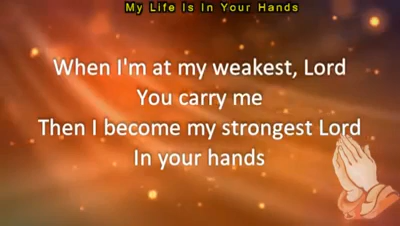 My Life Is In Your Hands
When I'm at my weakest, Lord
You carry me
Then I become my strongest Lord
In your hands